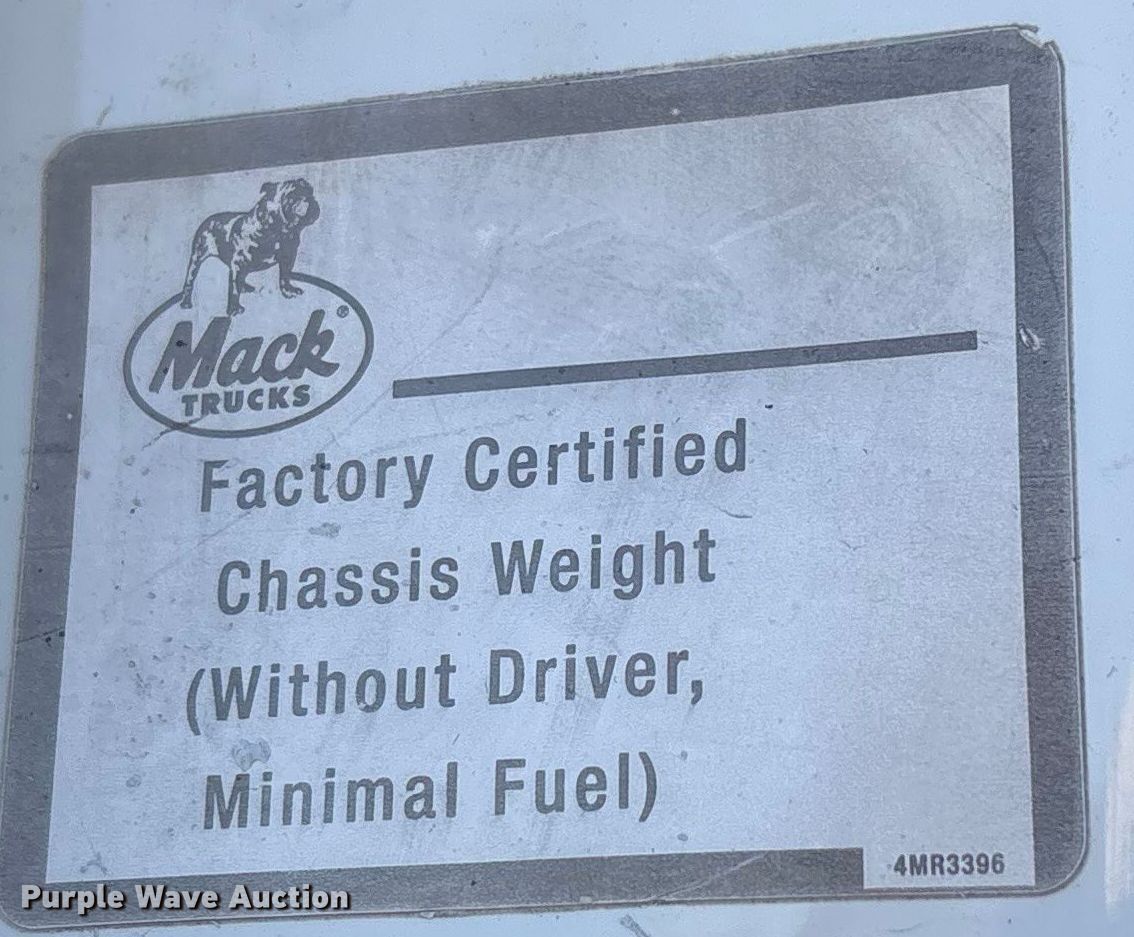 Mack®
TRUCKS
Factory Certified
Chassis Weight
(Without Driver,
Minimal Fuel)
4MR3396
Purple Wave Auction